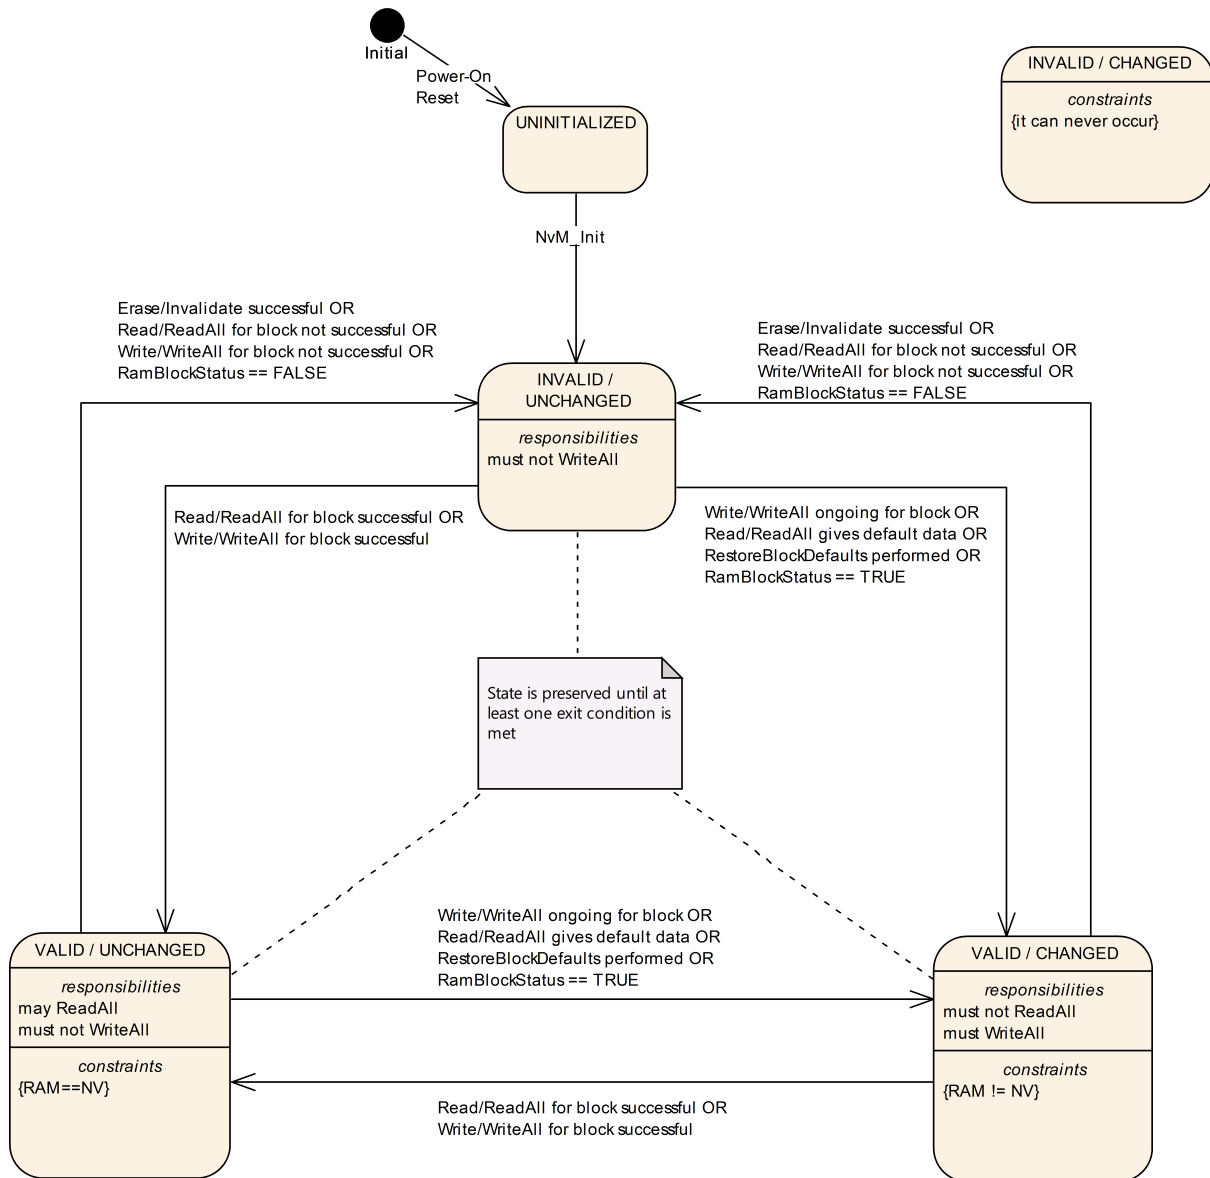 Initial
Power-On
Reset
UNINITIALIZED
INVALID / CHANGED
constraints
{it can never occur}
NvM_Init
Erase/Invalidate successful OR
Read/ReadAll for block not successful OR
Write/WriteAll for block not successful OR
RamBlockStatus == FALSE
Erase/Invalidate successful OR
Read/ReadAll for block not successful OR
Write/WriteAll for block not successful OR
RamBlockStatus == FALSE
INVALID /
UNCHANGED
responsibilities
must not WriteAll
Read/ReadAll for block successful OR
Write/WriteAll for block successful
Write/WriteAll ongoing for block OR
Read/ReadAll gives default data OR
RestoreBlockDefaults performed OR
RamBlockStatus == TRUE
State is preserved until at
least one exit condition is
met
Write/WriteAll ongoing for block OR
Read/ReadAll gives default data OR
RestoreBlockDefaults performed OR
RamBlockStatus == TRUE
VALID / UNCHANGED
responsibilities
may ReadAll
must not WriteAll
constraints
{RAM==NV}
VALID / CHANGED
responsibilities
must not ReadAll
must WriteAll
constraints
{RAM != NV}
Read/ReadAll for block successful OR
Write/WriteAll for block successful